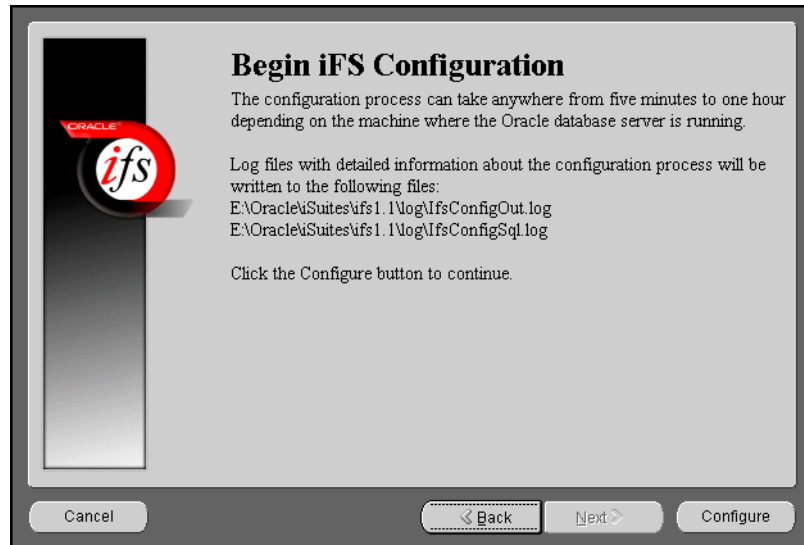 Begin iFS Configuration
The configuration process can take anywhere from five minutes to one hour
depending on the machine where the Oracle database server is running.
Log files with detailed information about the configuration process will be
written to the following files:
E:\Oracle\iSuites\ifs1.1\log\IfsConfigOut.log
E:\Oracle\iSuites\ifs1.1\log\IfsConfigSql.log
Click the Configure button to continue.
ORACLE
ifs
Cancel
Back
Next
Configure